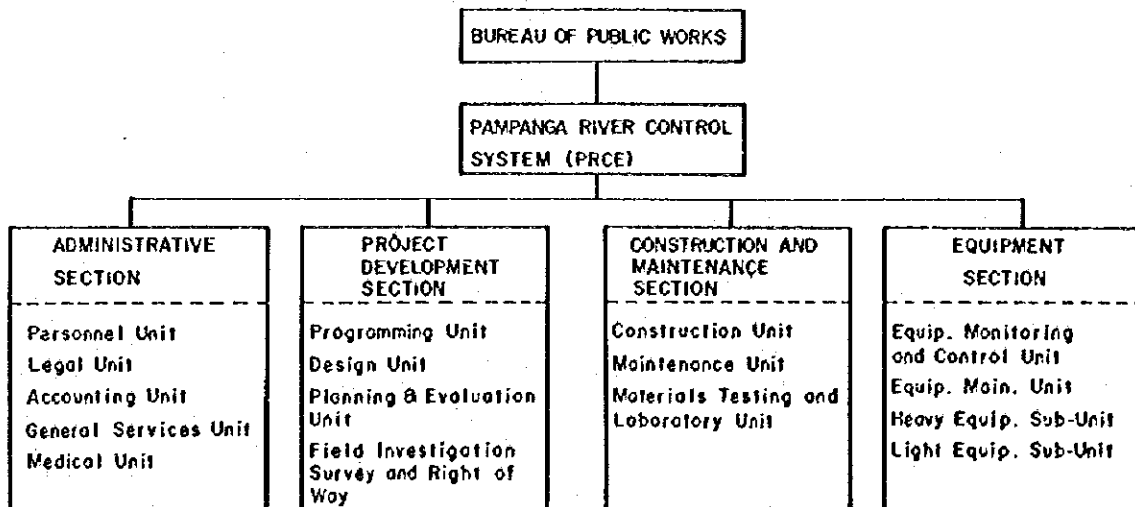 BUREAU OF PUBLIC WORKS
PAMPANGA RIVER CONTROL
SYSTEM (PRCE)
ADMINISTRATIVE
SECTION
Personnel Unit
Legal Unit
Accounting Unit
General Services Unit
Medical Unit
PROJECT
DEVELOPMENT
SECTION
Programming Unit
Design Unit
Planning & Evaluation
Unit
Field Investigation
Survey and Right of
Way
CONSTRUCTION AND
MAINTENANCE
SECTION
Construction Unit
Maintenance Unit
Materials Testing and
Laboratory Unit
EQUIPMENT
SECTION
Equip. Monitoring
and Control Unit
Equip. Main. Unit
Heavy Equip. Sub-Unit
Light Equip. Sub-Unit